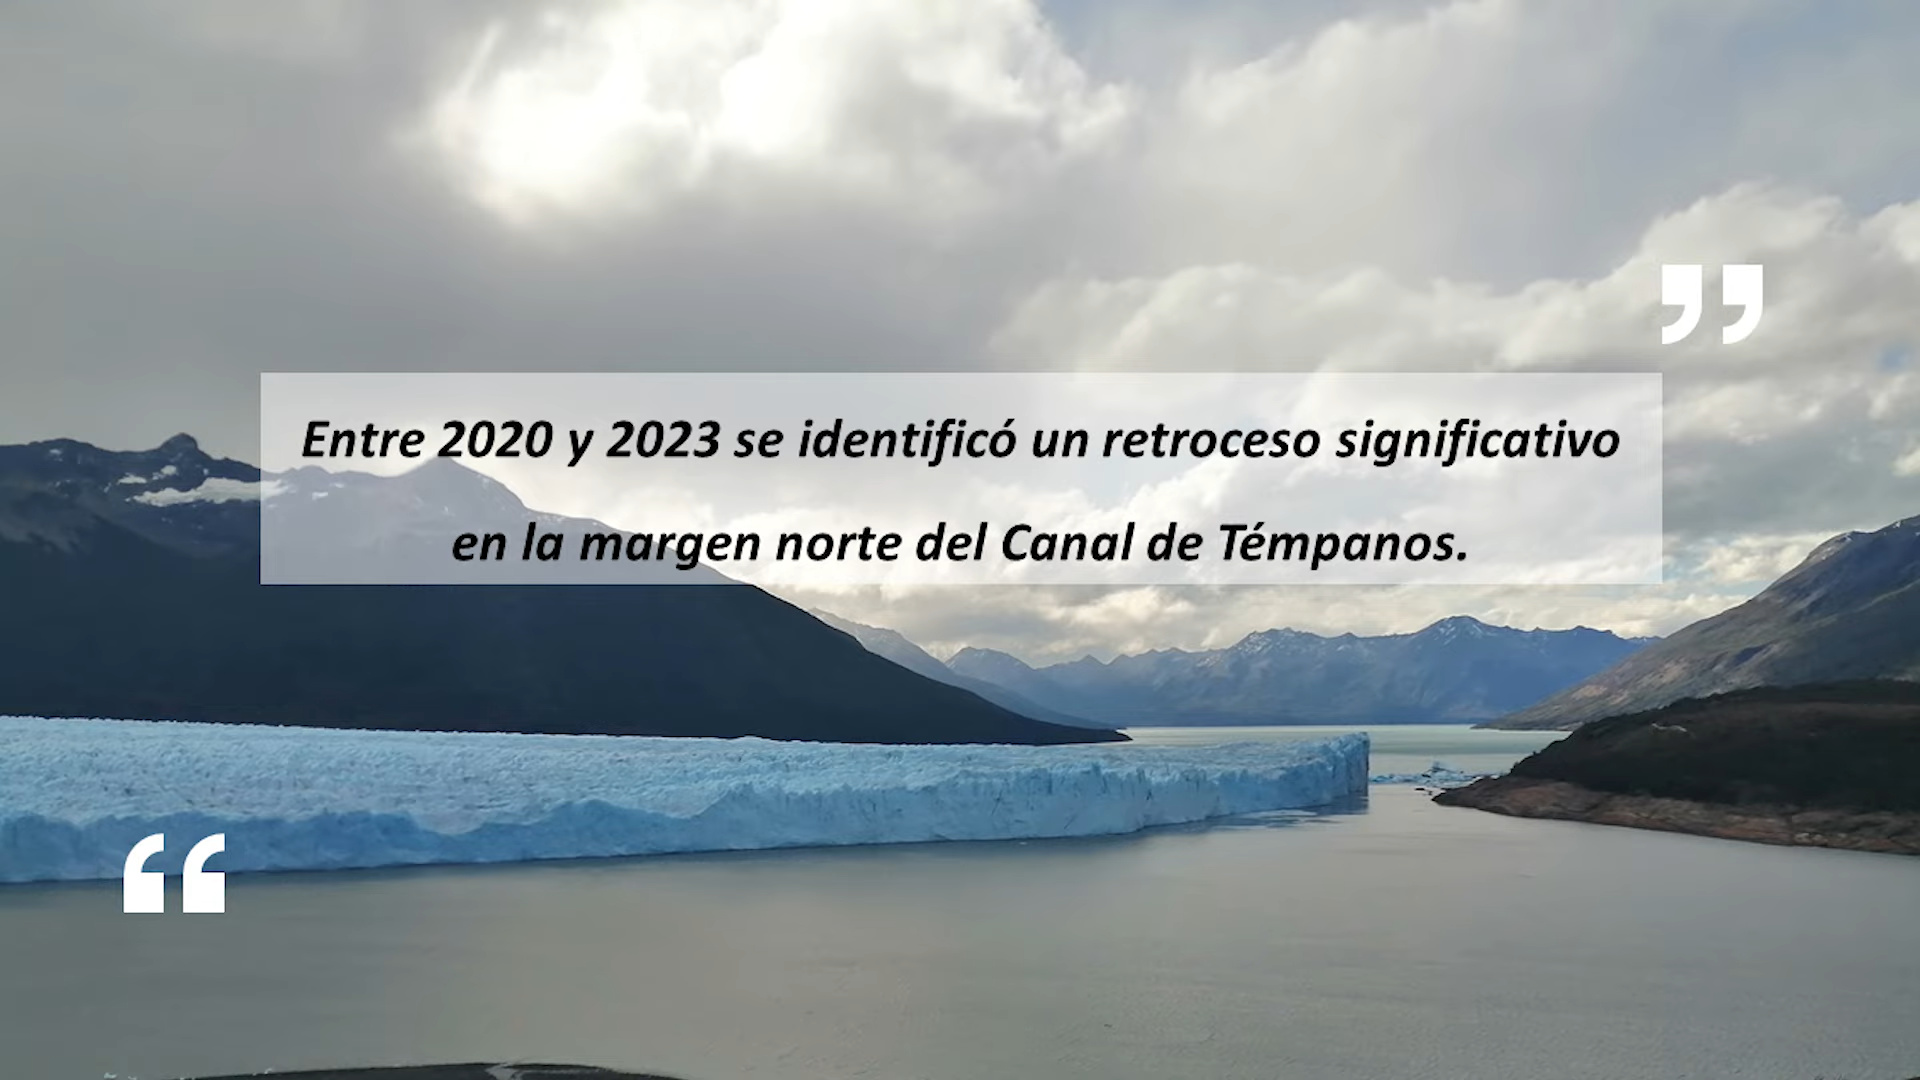 ”
Entre 2020 y 2023 se identificó un retroceso significativo
en la margen norte del Canal de Témpanos.
“